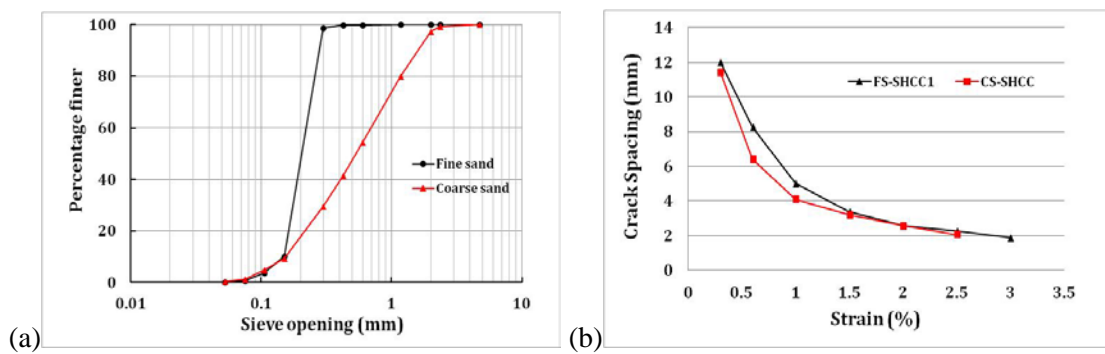 100
80
60
40
20
0
Percentage finer
Fine sand
Coarse sand
0.01 0.1 1 10
Sieve opening (mm)
(a)
14
12
10
8
6
4
2
0
Crack Spacing (mm)
FS-SHCC1 CS-SHCC
0 0.5 1 1.5 2 2.5 3 3.5
Strain (%)
(b)